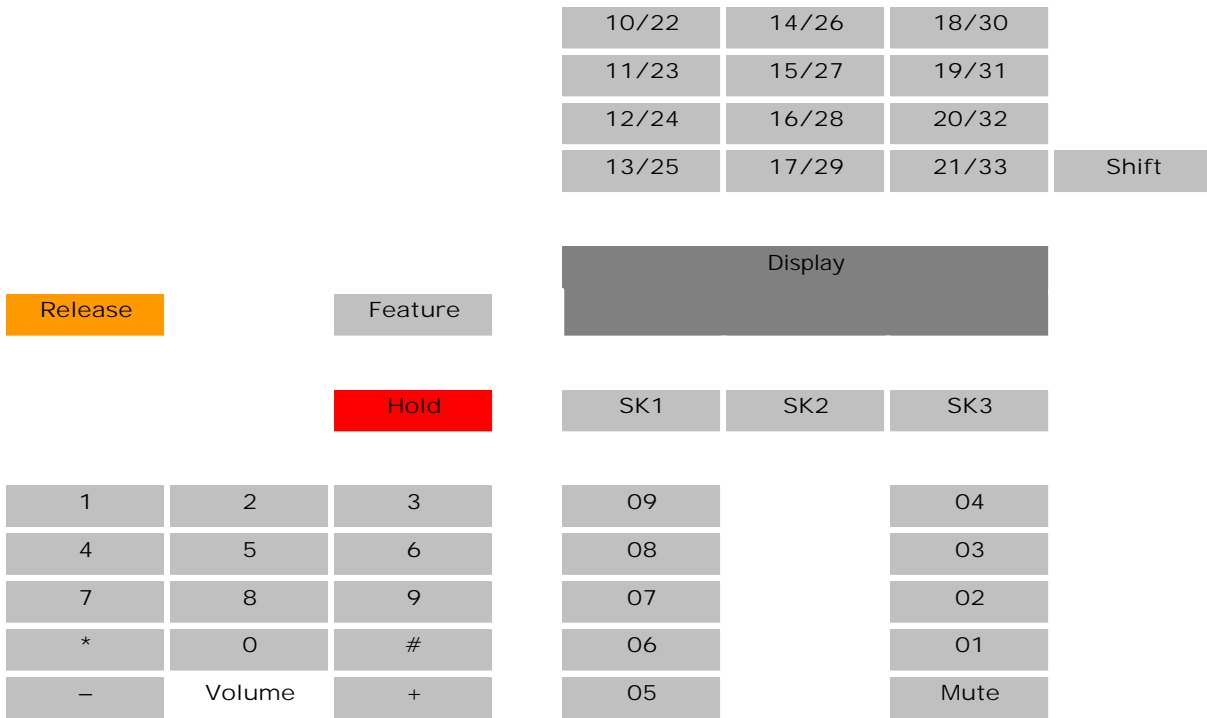 10/22 14/26 18/30
11/23 15/27 19/31
12/24 16/28 20/32
13/25 17/29 21/33 Shift
Display
Release Feature
Hold SK1 SK2 SK3
1 2 3 09 04
4 5 6 08 03
7 8 9 07 02
* 0 # 06 01
– Volume + 05 Mute